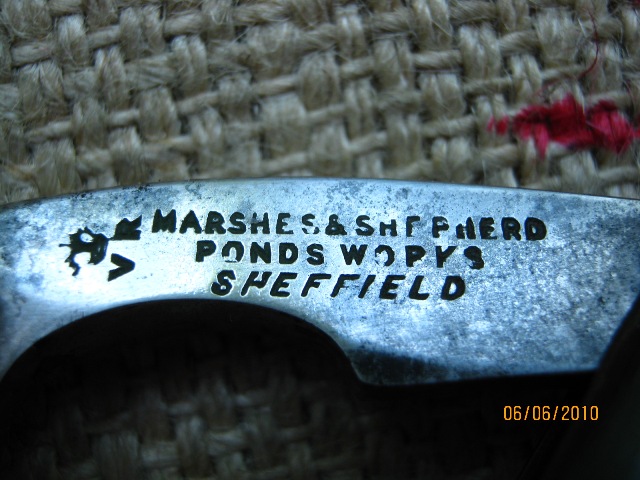 V R
MARSHES & SHEPHERD
PONDS WORKS
SHEFFIELD
06/06/2010